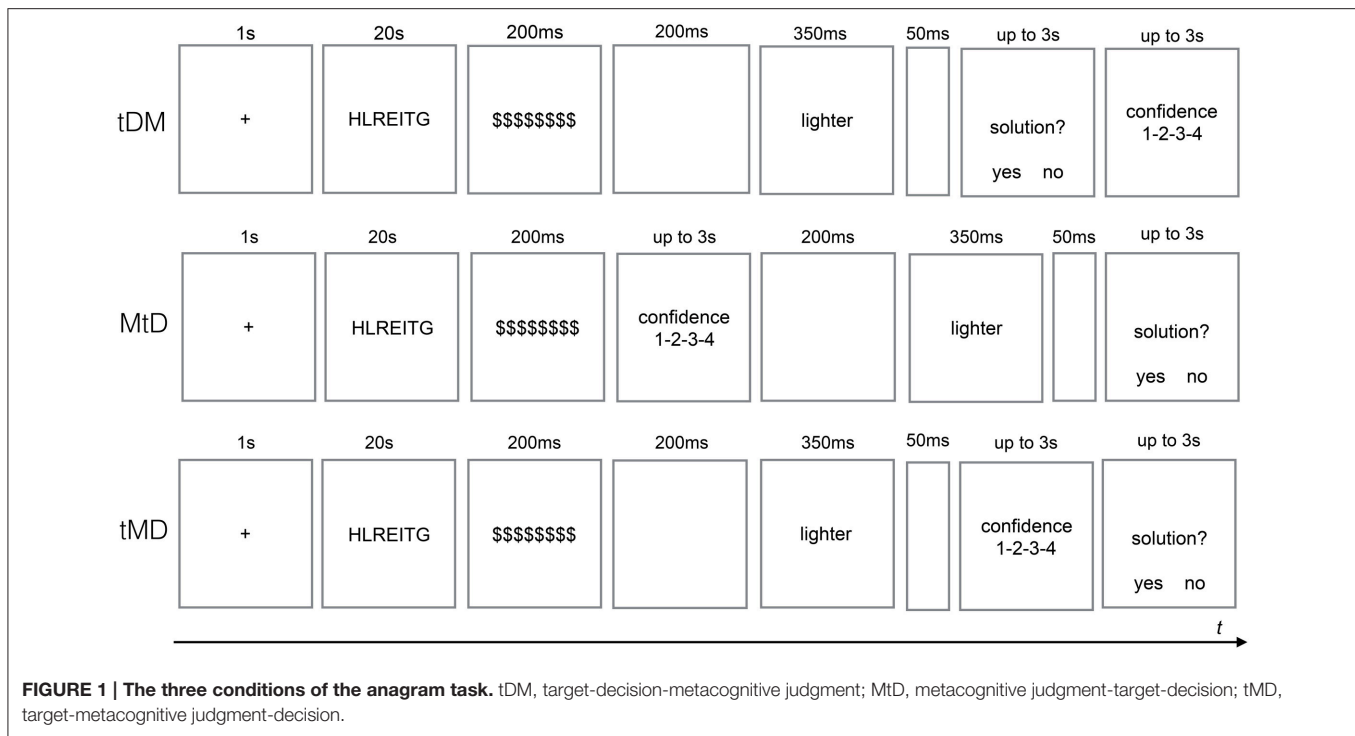 1s 20s 200ms 200ms 350ms 50ms up to 3s up to 3s
tDM + HLREITG $$$$$$$$ lighter solution? confidence
1-2-3-4
yes no
1s 20s 200ms up to 3s 200ms 350ms 50ms up to 3s
MtD + HLREITG $$$$$$$$ confidence lighter solution?
1-2-3-4
yes no
1s 20s 200ms 200ms 350ms 50ms up to 3s up to 3s
tMD + HLREITG $$$$$$$$ lighter confidence solution?
1-2-3-4
yes no
t
FIGURE 1 | The three conditions of the anagram task. tDM, target-decision-metacognitive judgment; MtD, metacognitive judgment-target-decision; tMD,
target-metacognitive judgment-decision.